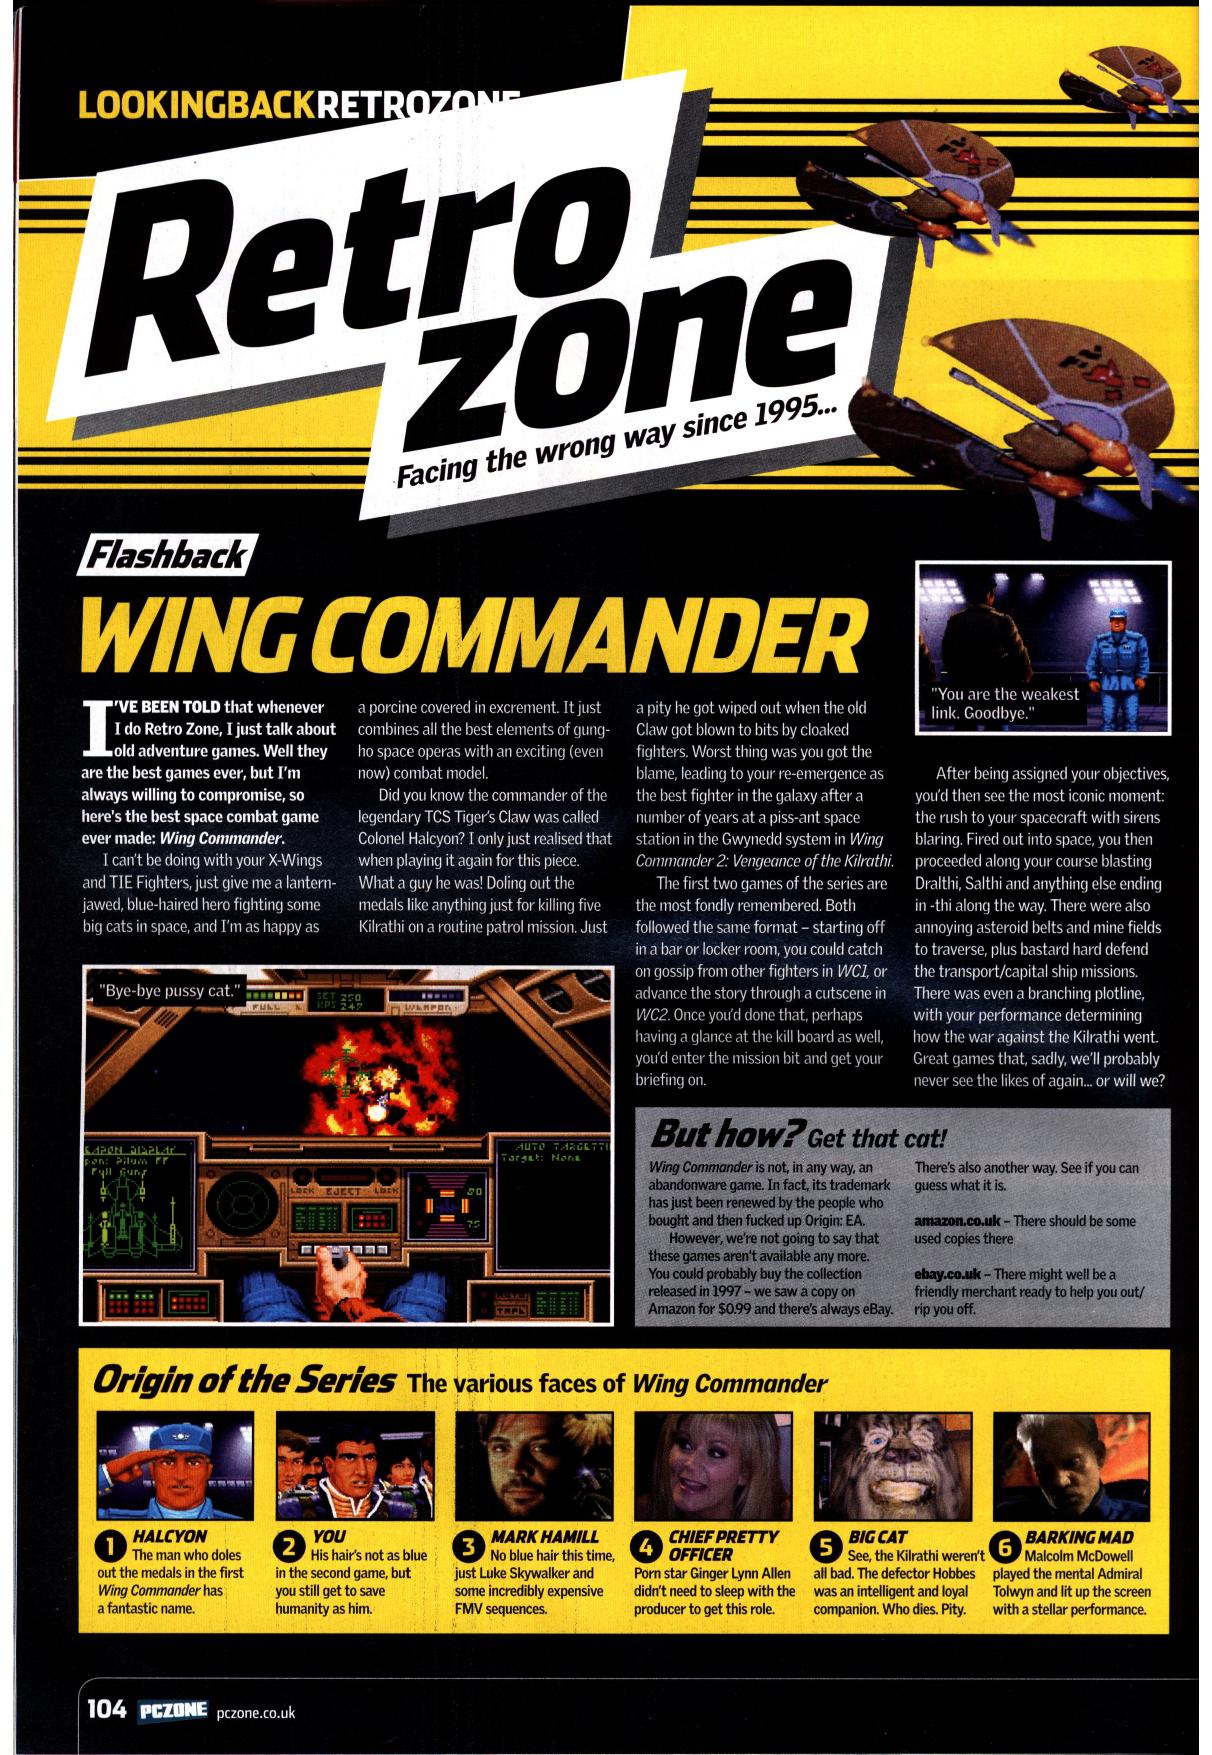 LOOKINGBACKRETROZONE
Retro
zone
Facing the wrong way since 1995...
Flashback
WING COMMANDER
I'VE BEEN TOLD that whenever
I do Retro Zone, I just talk about
old adventure games. Well they
are the best games ever, but I'm
always willing to compromise, so
here's the best space combat game
ever made: Wing Commander.
I can't be doing with your X-Wings
and TIE Fighters, just give me a lantern-
jawed, blue-haired hero fighting some
big cats in space, and I'm as happy as
a porcine covered in excrement. It just
combines all the best elements of gung-
ho space operas with an exciting (even
now) combat model.
Did you know the commander of the
legendary TCS Tiger's Claw was called
Colonel Halcyon? I only just realised that
when playing it again for this piece.
What a guy he was! Doling out the
medals like anything just for killing five
Kilrathi on a routine patrol mission. Just
a pity he got wiped out when the old
Claw got blown to bits by cloaked
fighters. Worst thing was you got the
blame, leading to your re-emergence as
the best fighter in the galaxy after a
number of years at a piss-ant space
station in the Gwynedd system in Wing
Commander 2: Vengeance of the Kilrathi.
The first two games of the series are
the most fondly remembered. Both
followed the same format – starting off
in a bar or locker room, you could catch
on gossip from other fighters in WC1, or
advance the story through a cutscene in
WC2. Once you'd done that, perhaps
having a glance at the kill board as well,
you'd enter the mission bit and get your
briefing on.
"You are the weakest
link. Goodbye."
After being assigned your objectives,
you'd then see the most iconic moment:
the rush to your spacecraft with sirens
blaring. Fired out into space, you then
proceeded along your course blasting
Dralthi, Salthi and anything else ending
in -thi along the way. There were also
annoying asteroid belts and mine fields
to traverse, plus bastard hard defend
the transport/capital ship missions.
There was even a branching plotline,
with your performance determining
how the war against the Kilrathi went.
Great games that, sadly, we'll probably
never see the likes of again... or will we?
"Bye-bye pussy cat."
FULL
SET 250
KPS 249
WEAPON
EAPON DISPLAY
pon: Pilum FF
Full Guns
LOCK EJECT LOCK
AUTO TARGETTI
Target: None
AUTO
But how? Get that cat!
Wing Commander is not, in any way, an
abandonware game. In fact, its trademark
has just been renewed by the people who
bought and then fucked up Origin: EA.
However, we're not going to say that
these games aren't available any more.
You could probably buy the collection
released in 1997 – we saw a copy on
Amazon for $0.99 and there's always eBay.
There's also another way. See if you can
guess what it is.
amazon.co.uk – There should be some
used copies there
ebay.co.uk – There might well be a
friendly merchant ready to help you out/
rip you off.
Origin of the Series The various faces of Wing Commander
1 HALCYON
The man who doles
out the medals in the first
Wing Commander has
a fantastic name.
2 YOU
His hair's not as blue
in the second game, but
you still get to save
humanity as him.
3 MARK HAMILL
No blue hair this time,
just Luke Skywalker and
some incredibly expensive
FMV sequences.
4 CHIEF PRETTY
OFFICER
Porn star Ginger Lynn Allen
didn't need to sleep with the
producer to get this role.
5 BIG CAT
See, the Kilrathi weren't
all bad. The defector Hobbes
was an intelligent and loyal
companion. Who dies. Pity.
6 BARKING MAD
Malcolm McDowell
played the mental Admiral
Tolwyn and lit up the screen
with a stellar performance.
104 PCZONE pczone.co.uk